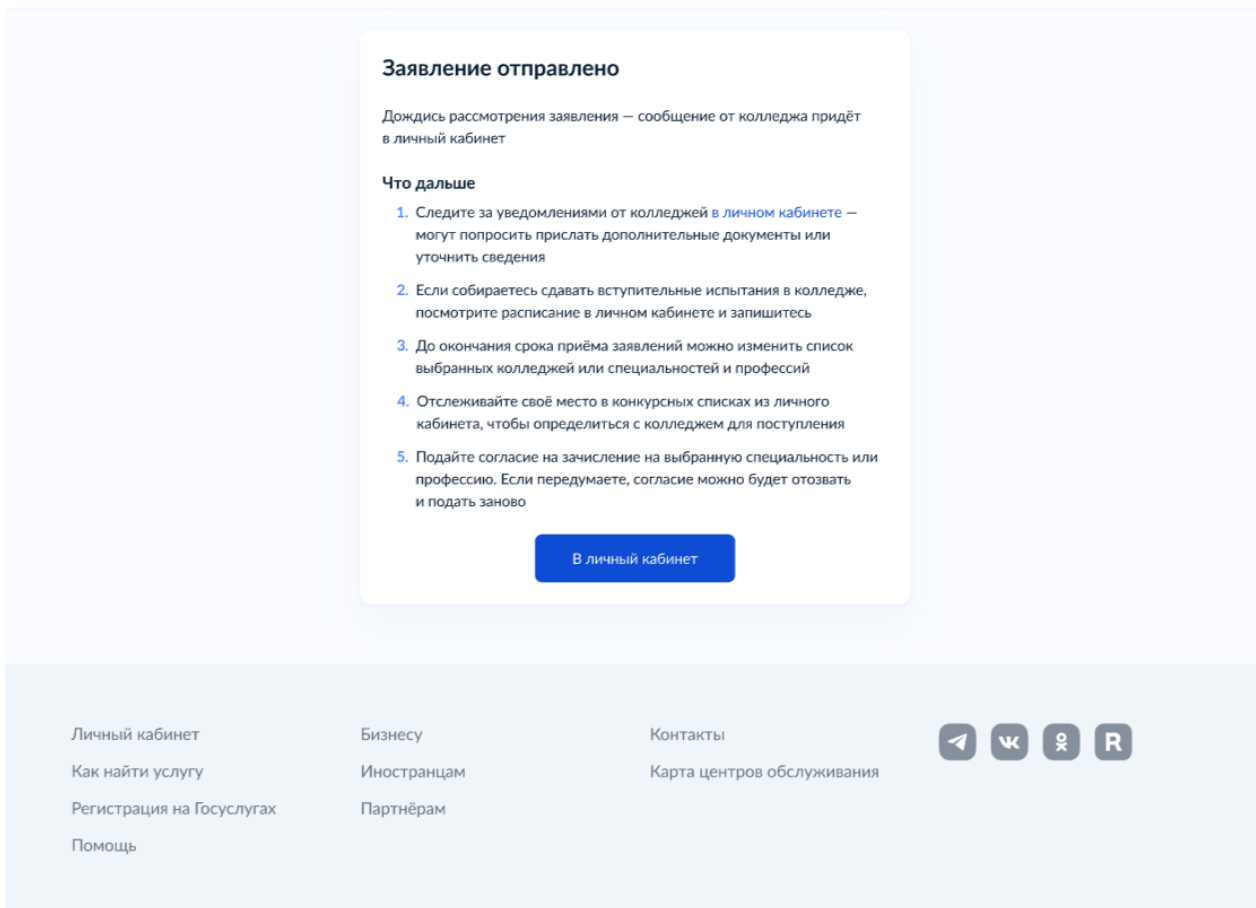 Заявление отправлено
Дождись рассмотрения заявления — сообщение от колледжа придёт
в личный кабинет
Что дальше
1. Следите за уведомлениями от колледжей в личном кабинете —
могут попросить прислать дополнительные документы или
уточнить сведения
2. Если собираетесь сдавать вступительные испытания в колледже,
посмотрите расписание в личном кабинете и запишитесь
3. До окончания срока приёма заявлений можно изменить список
выбранных колледжей или специальностей и профессий
4. Отслеживайте своё место в конкурсных списках из личного
кабинета, чтобы определиться с колледжем для поступления
5. Подайте согласие на зачисление на выбранную специальность или
профессию. Если передумаете, согласие можно будет отозвать
и подать заново
В личный кабинет
Личный кабинет
Как найти услугу
Регистрация на Госуслугах
Помощь
Бизнесу
Иностранцам
Партнёрам
Контакты
Карта центров обслуживания
R